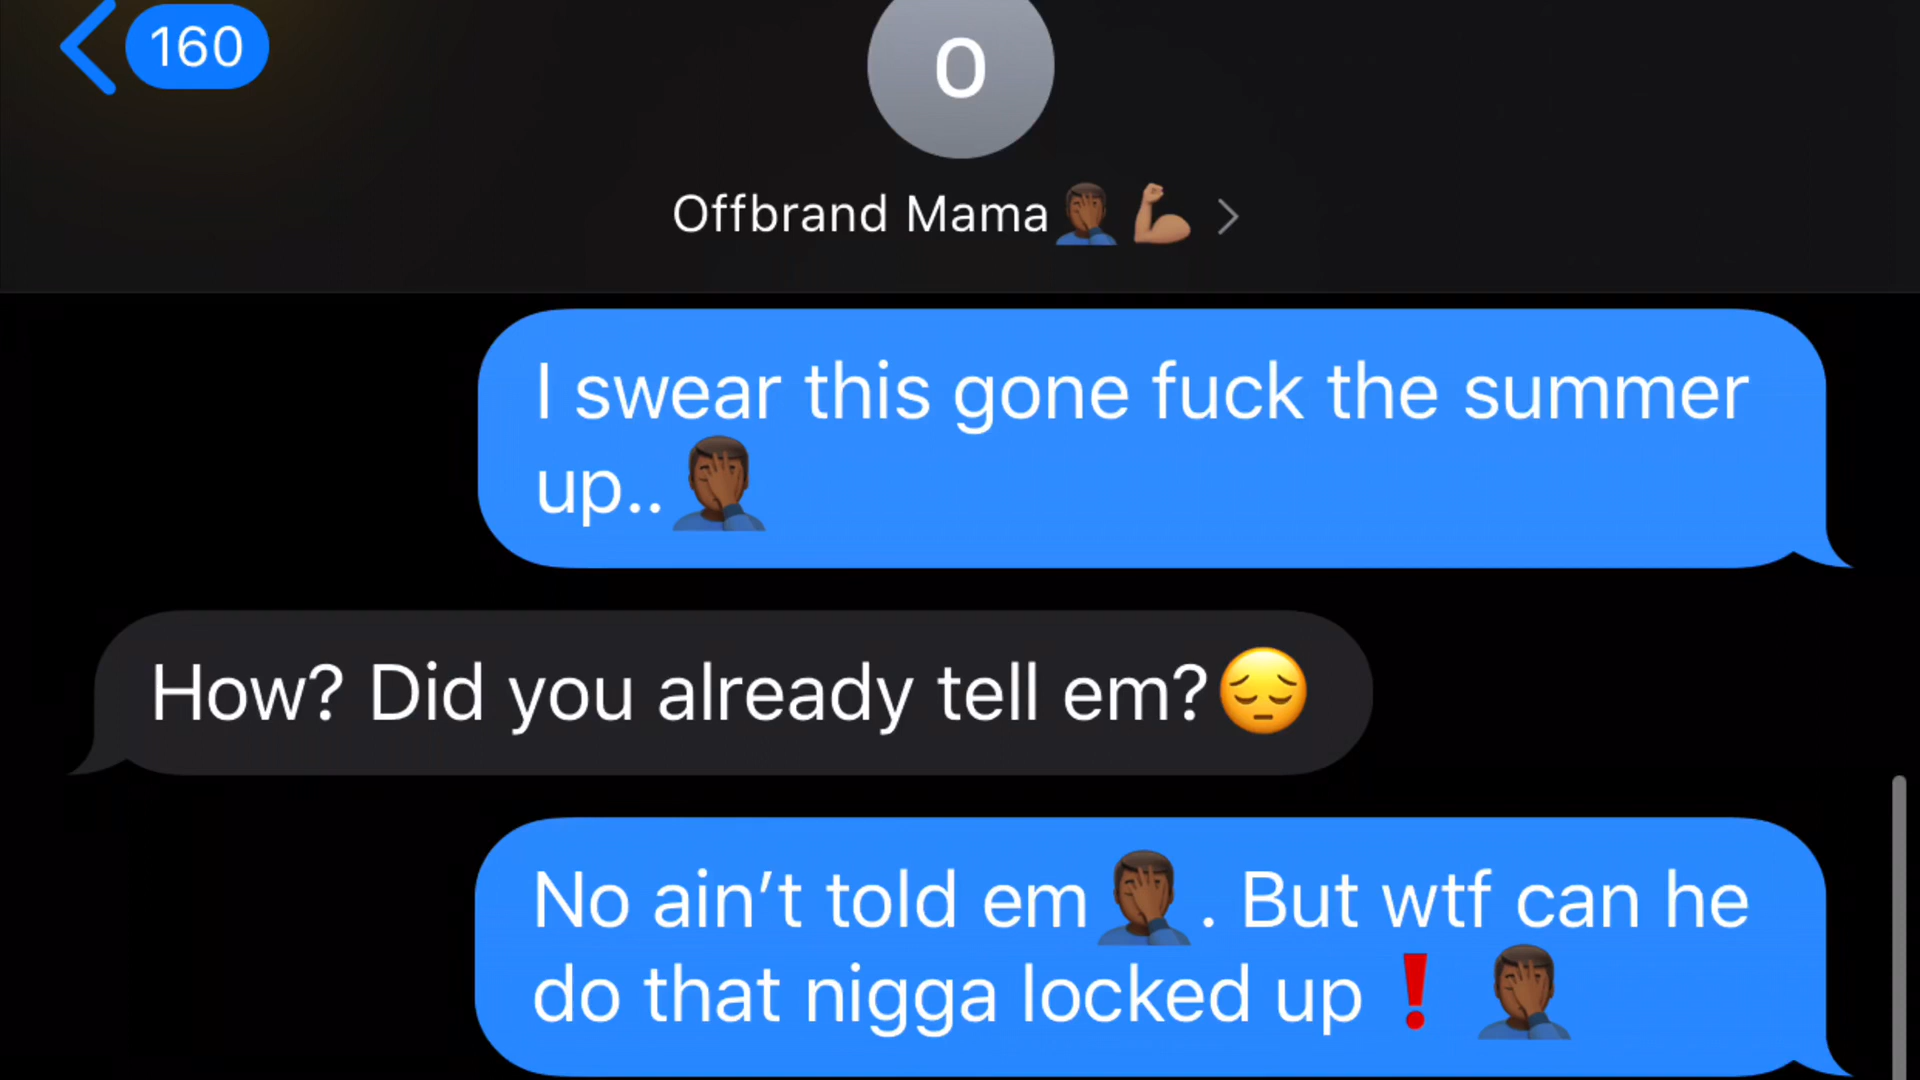 160
O
Offbrand Mama🤦🏾‍♂️💪🏽
I swear this gone fuck the summer
up..🤦🏾‍♂️
How? Did you already tell em?😔
No ain’t told em🤦🏾‍♂️. But wtf can he
do that nigga locked up❗️🤦🏾‍♂️